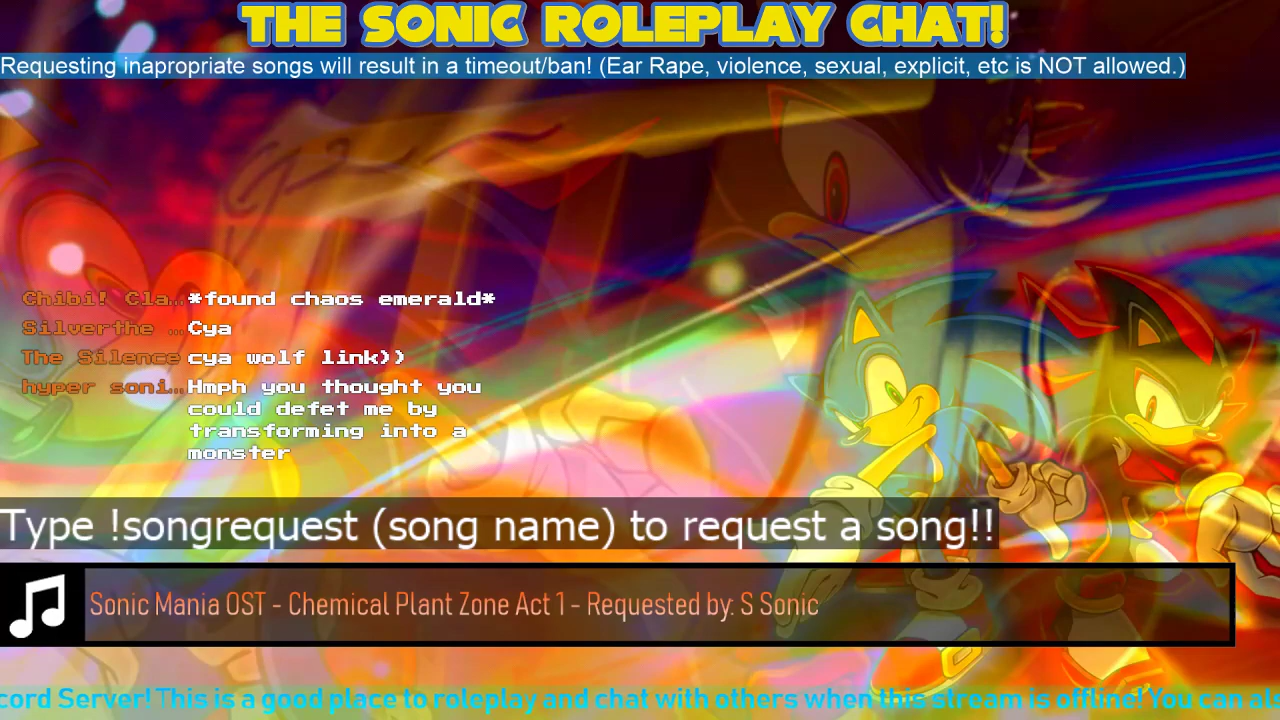 THE SONIC ROLEPLAY CHAT!
Requesting inapropriate songs will result in a timeout/ban! (Ear Rape, violence, sexual, explicit, etc is NOT allowed.)
Chibi! Cla... *found chaos emerald*
Silverthe ... Cya
The Silence cya wolf link))
hyper soni... Hmph you thought you
could defet me by
transforming into a
monster
Type !songrequest (song name) to request a song!!
Sonic Mania OST - Chemical Plant Zone Act 1 - Requested by: S Sonic
cord Server! This is a good place to roleplay and chat with others when this stream is offline! You can als